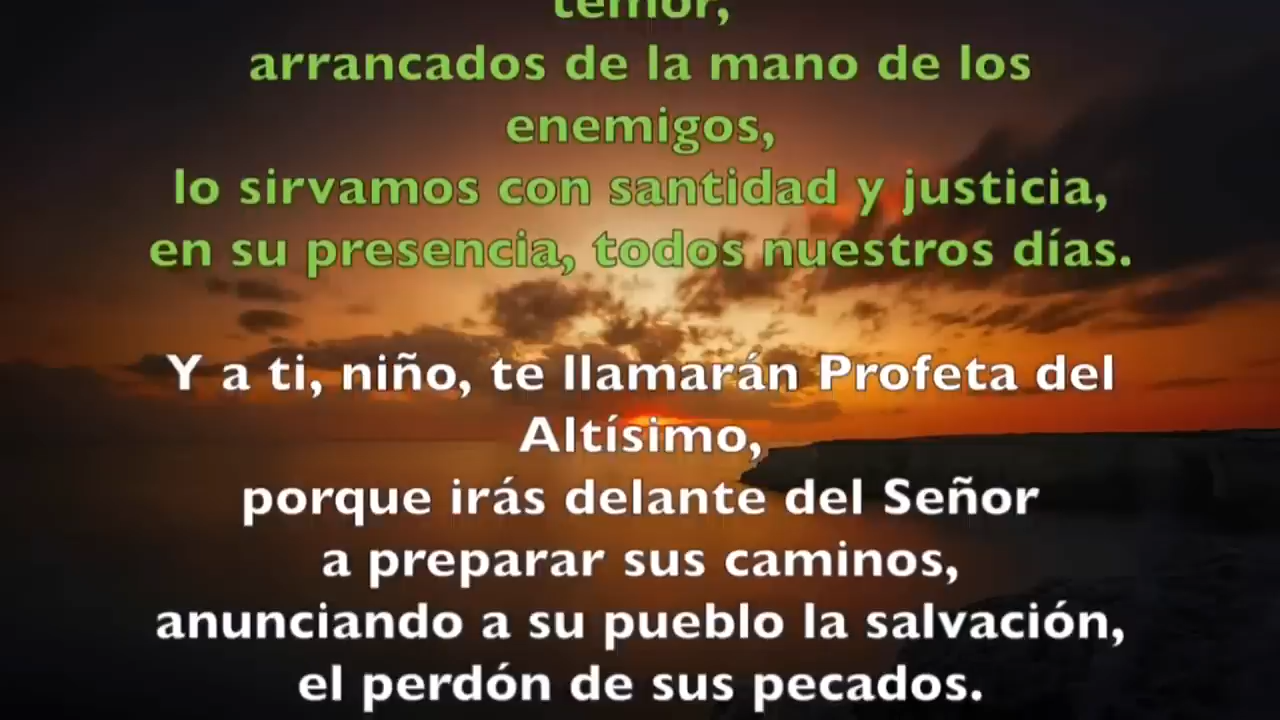 temor,
arrancados de la mano de los
enemigos,
lo sirvamos con santidad y justicia,
en su presencia, todos nuestros días.
Y a ti, niño, te llamarán Profeta del
Altísimo,
porque irás delante del Señor
a preparar sus caminos,
anunciando a su pueblo la salvación,
el perdón de sus pecados.